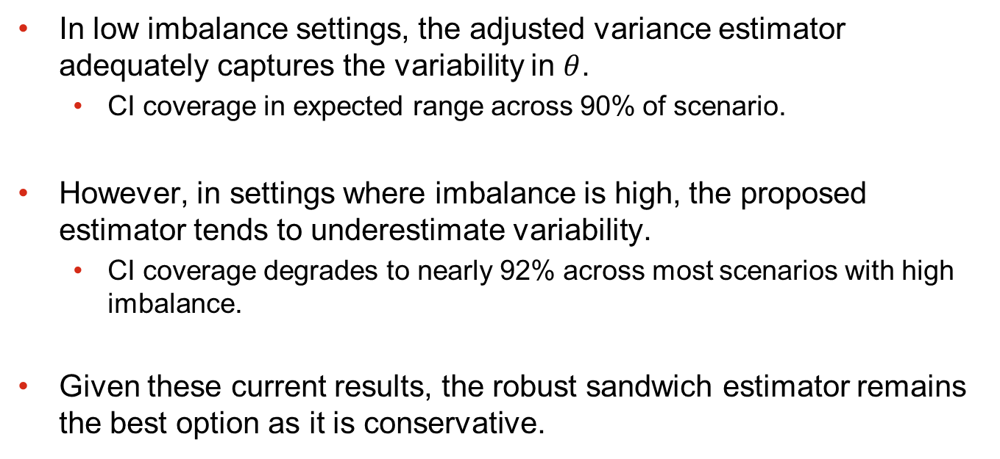 • In low imbalance settings, the adjusted variance estimator
adequately captures the variability in θ.
• CI coverage in expected range across 90% of scenario.
• However, in settings where imbalance is high, the proposed
estimator tends to underestimate variability.
• CI coverage degrades to nearly 92% across most scenarios with high
imbalance.
• Given these current results, the robust sandwich estimator remains
the best option as it is conservative.